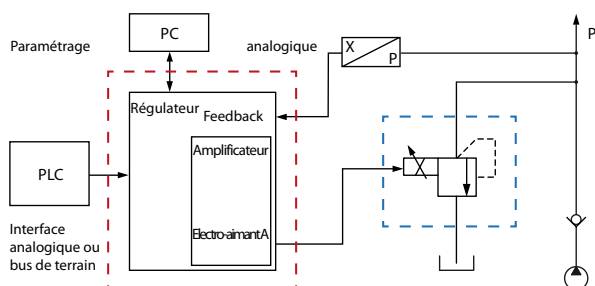 PC
Paramétrage
analogique
X
P
P
Régulateur
Feedback
Amplificateur
PLC
Electro-aimant A
Interface
analogique ou
bus de terrain